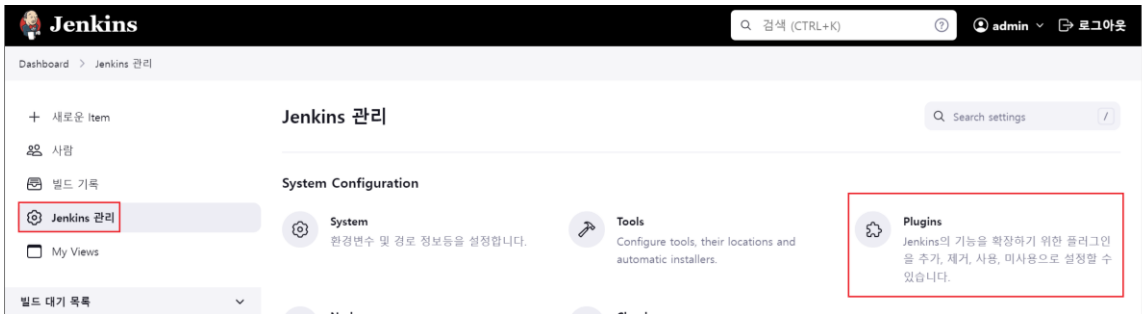 Jenkins
검색 (CTRL+K)
admin
로그아웃
Dashboard > Jenkins 관리
새로운 Item
사람
빌드 기록
Jenkins 관리
My Views
빌드 대기 목록
Jenkins 관리
Search settings /
System Configuration
System
환경변수 및 경로 정보등을 설정합니다.
Tools
Configure tools, their locations and
automatic installers.
Plugins
Jenkins의 기능을 확장하기 위한 플러그인
을 추가, 제거, 사용, 미사용으로 설정할 수
있습니다.